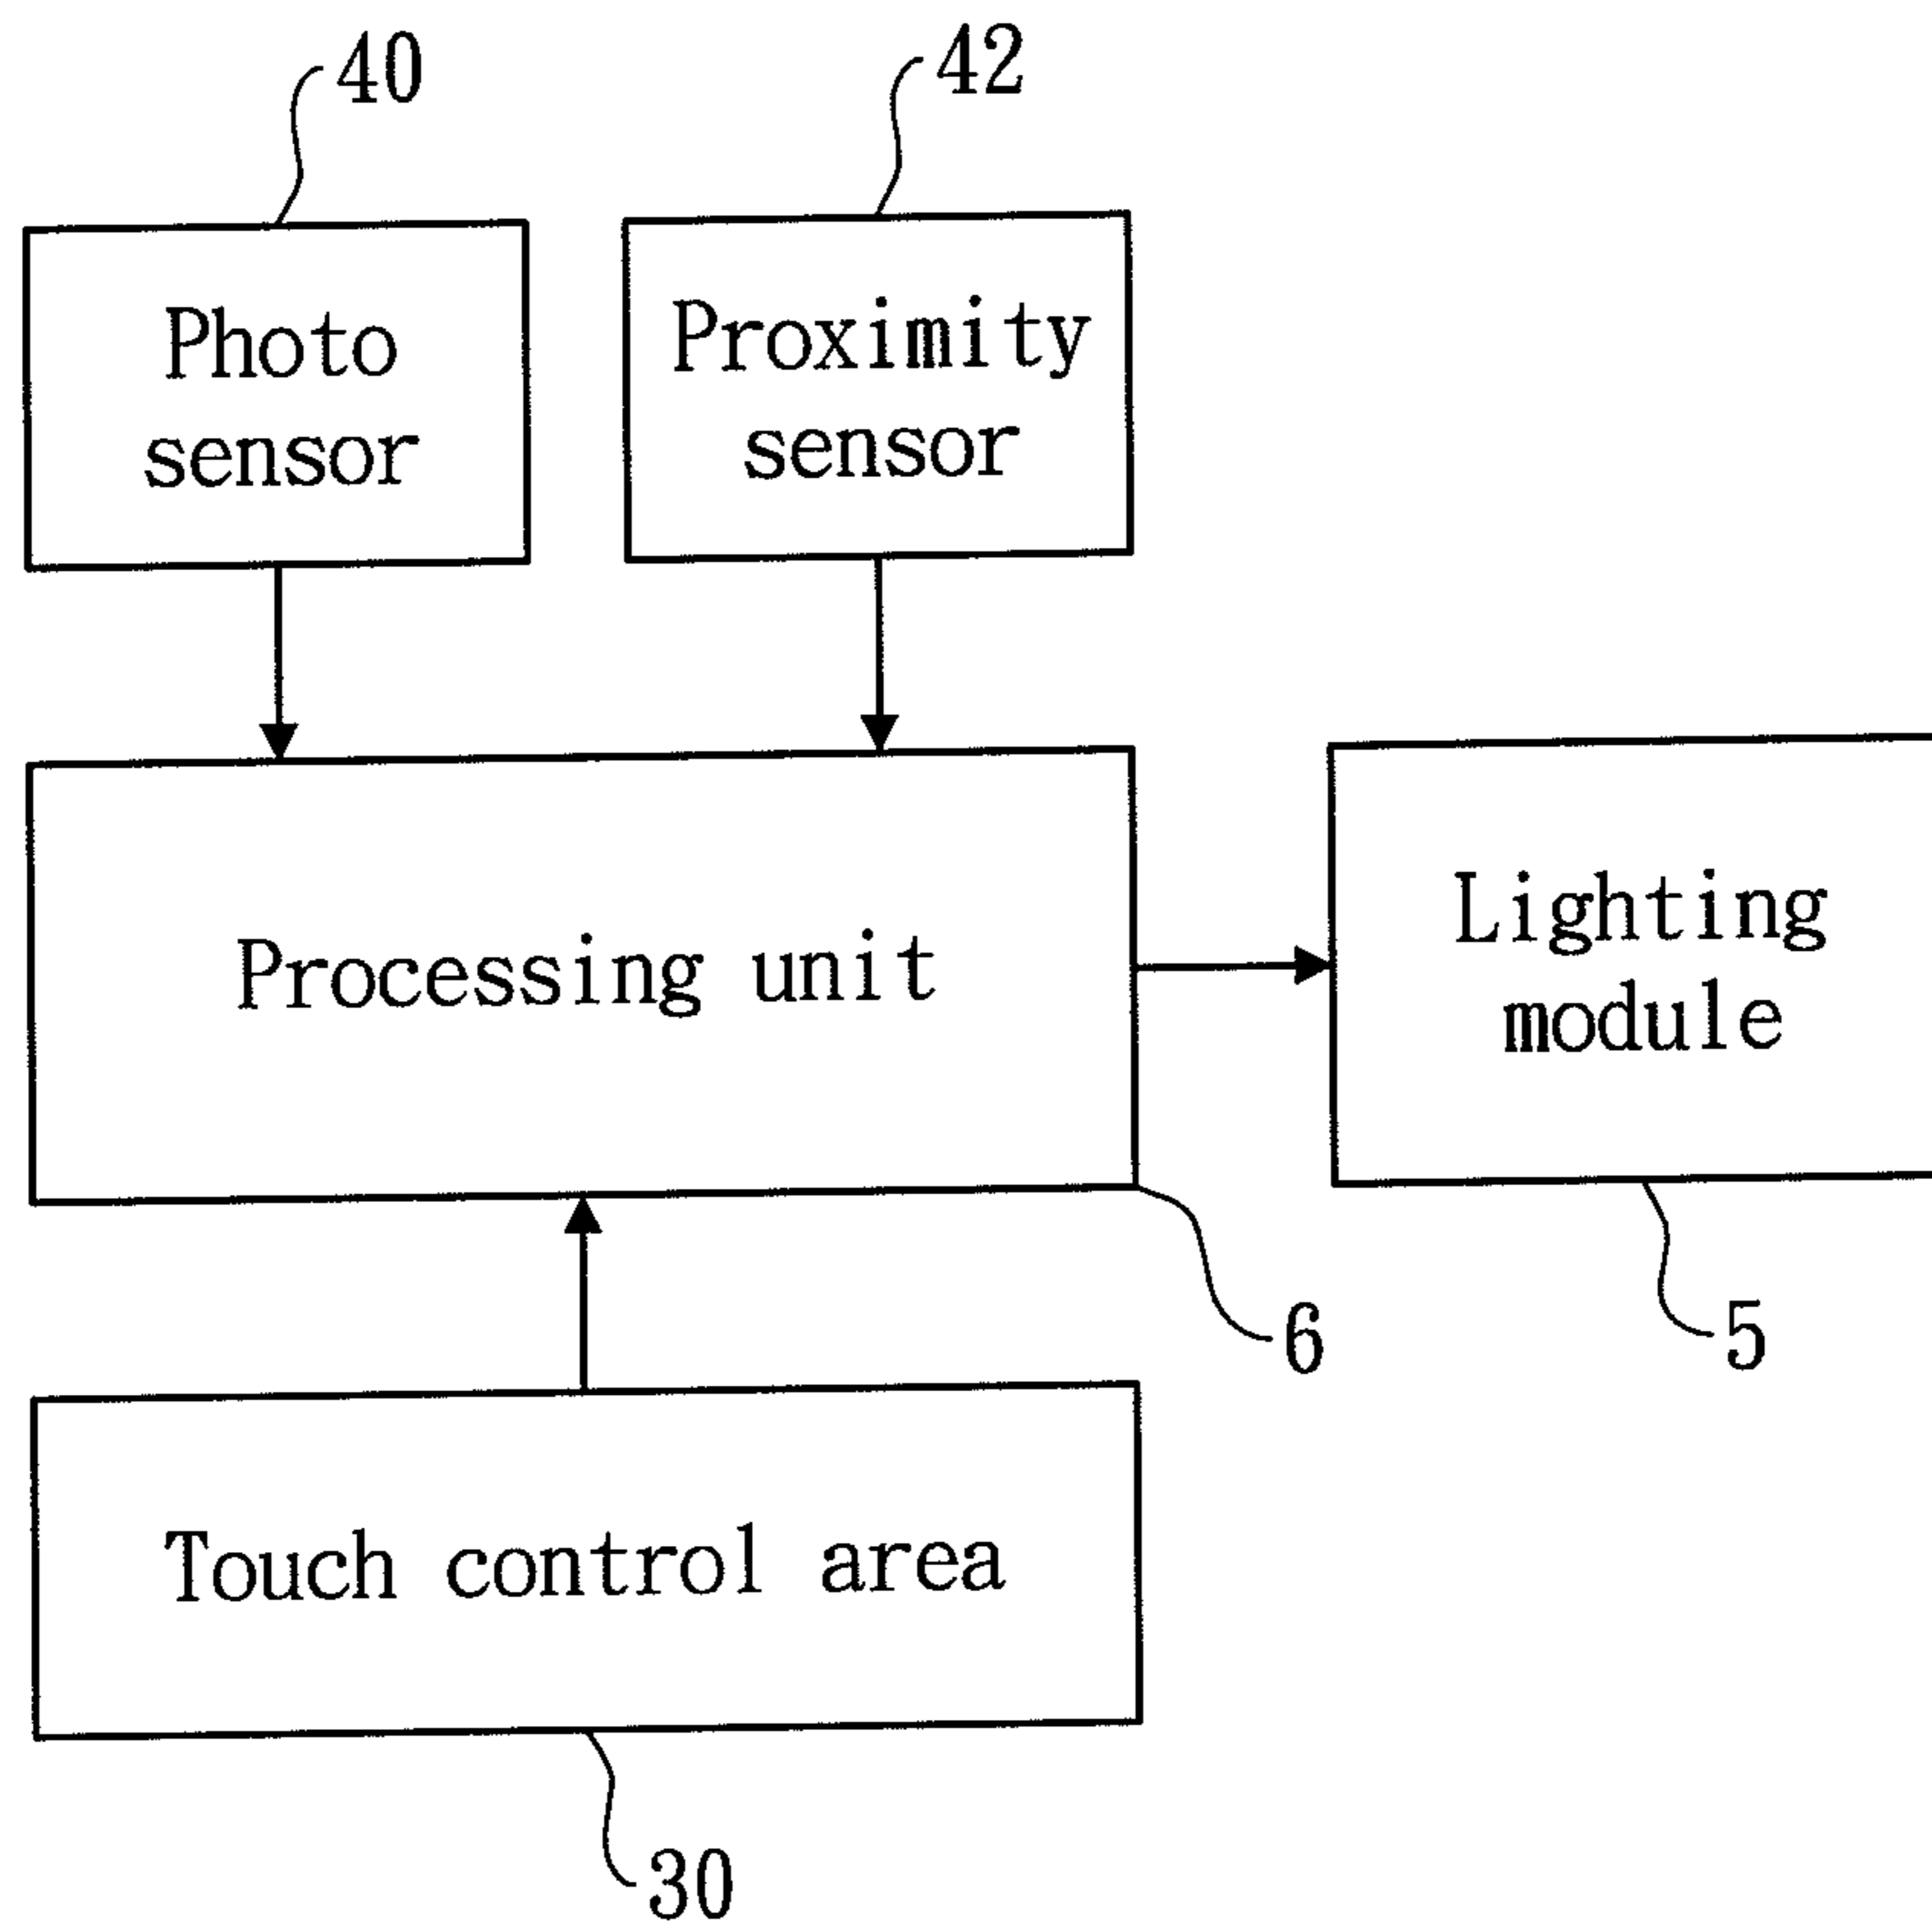 40
42
Photo
sensor
Proximity
sensor
Processing unit
Lighting
module
6
5
Touch control area
30